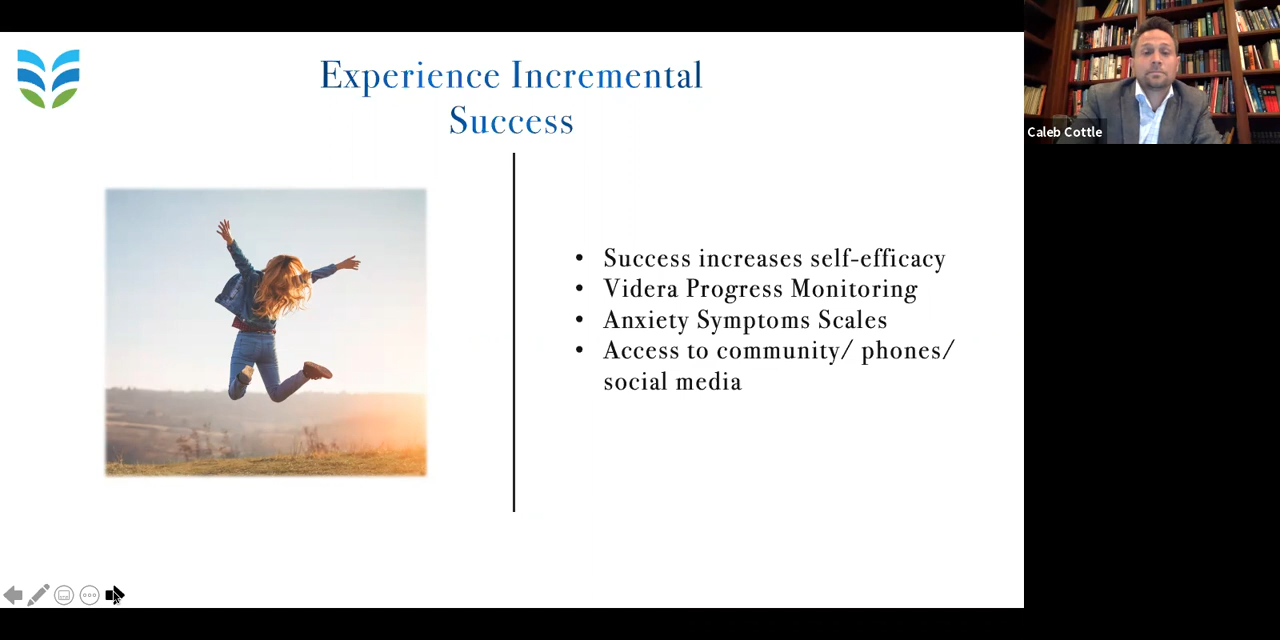 Experience Incremental
Success
• Success increases self-efficacy
• Videra Progress Monitoring
• Anxiety Symptoms Scales
• Access to community/ phones/
social media
Caleb Cottle